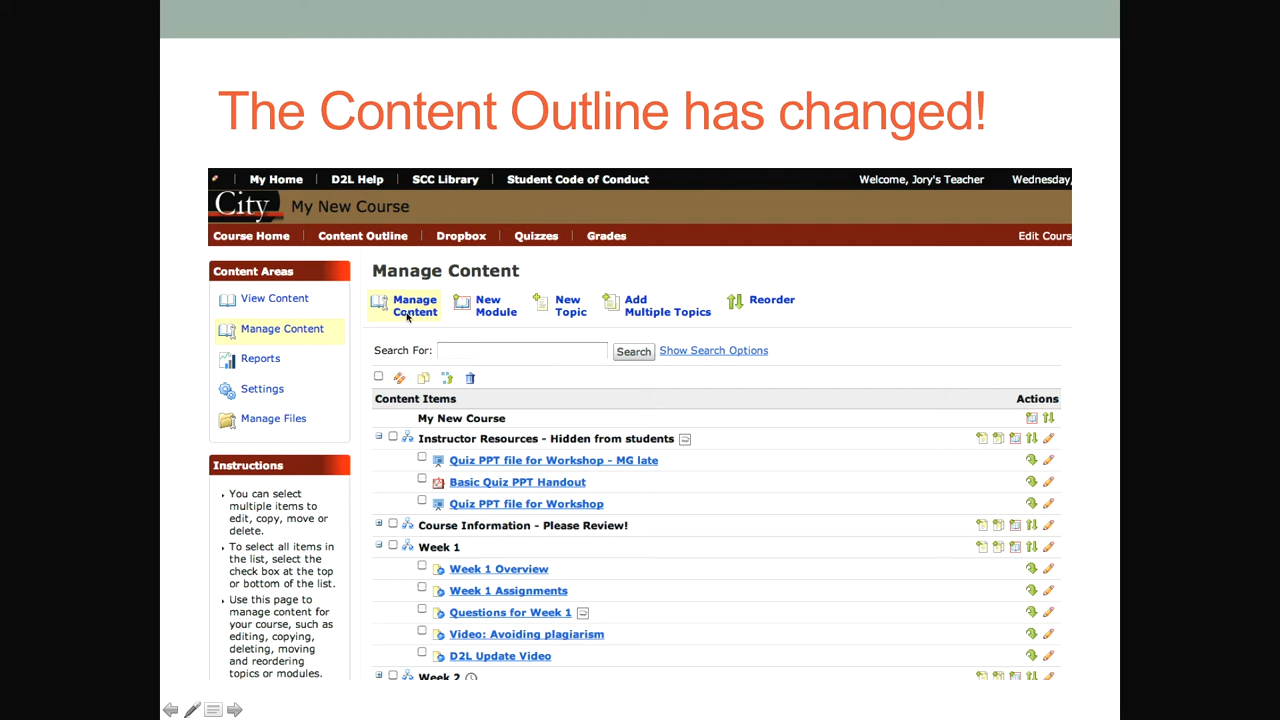 The Content Outline has changed!
My Home D2L Help SCC Library Student Code of Conduct Welcome, Jory's Teacher Wednesday,
City My New Course
Course Home Content Outline Dropbox Quizzes Grades Edit Cours
Content Areas
View Content
Manage Content
Reports
Settings
Manage Files
Instructions
You can select
multiple items to
edit, copy, move or
delete.
To select all items in
the list, select the
check box at the top
or bottom of the list.
Use this page to
manage content for
your course, such as
editing, copying,
deleting, moving
and reordering
topics or modules.
Manage Content
Manage
Content
New
Module
New
Topic
Add
Multiple Topics
Reorder
Search For: Search Show Search Options
Content Items Actions
My New Course
Instructor Resources - Hidden from students
Quiz PPT file for Workshop - MG late
Basic Quiz PPT Handout
Quiz PPT file for Workshop
Course Information - Please Review!
Week 1
Week 1 Overview
Week 1 Assignments
Questions for Week 1
Video: Avoiding plagiarism
D2L Update Video
Week 2